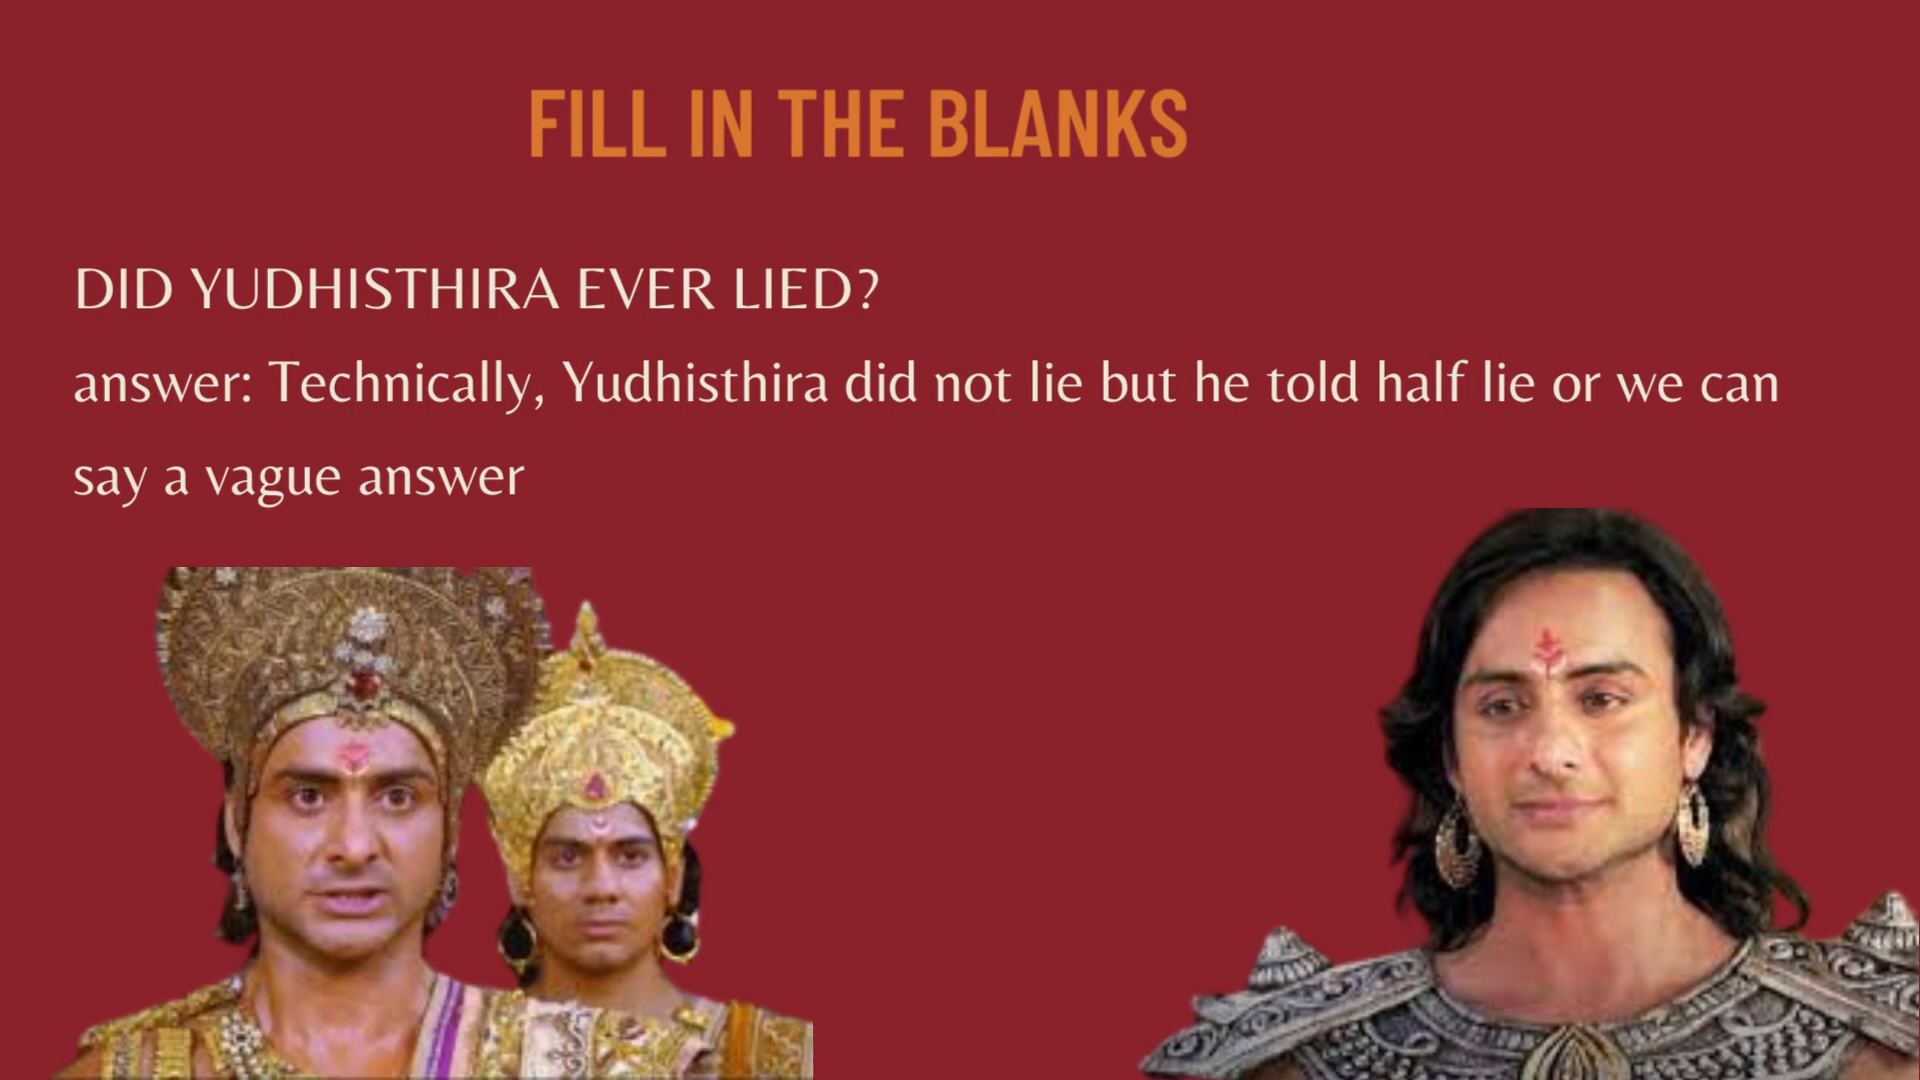 FILL IN THE BLANKS
DID YUDHISTHIRA EVER LIED?
answer: Technically, Yudhisthira did not lie but he told half lie or we can
say a vague answer